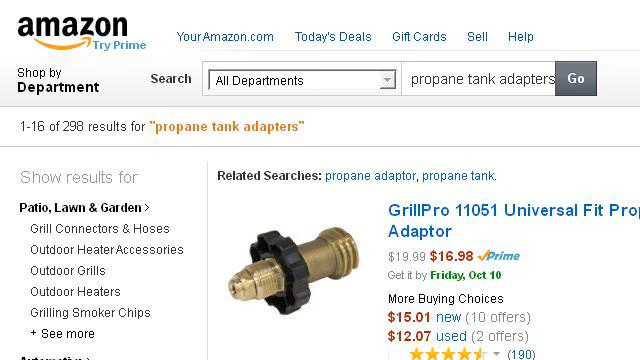 amazon
Try Prime
YourAmazon.com Today's Deals Gift Cards Sell Help
Shop by
Department
Search All Departments propane tank adapters Go
1-16 of 298 results for "propane tank adapters"
Show results for
Patio, Lawn & Garden >
Grill Connectors & Hoses
Outdoor Heater Accessories
Outdoor Grills
Outdoor Heaters
Grilling Smoker Chips
+ See more
Related Searches: propane adaptor, propane tank.
GrillPro 11051 Universal Fit Pro
Adaptor
$19.99 $16.98 Prime
Get it by Friday, Oct 10
More Buying Choices
$15.01 new (10 offers)
$12.07 used (2 offers)
(190)